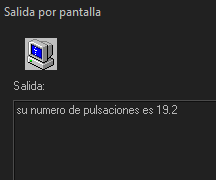 Salida por pantalla
Salida:
su numero de pulsaciones es 19.2